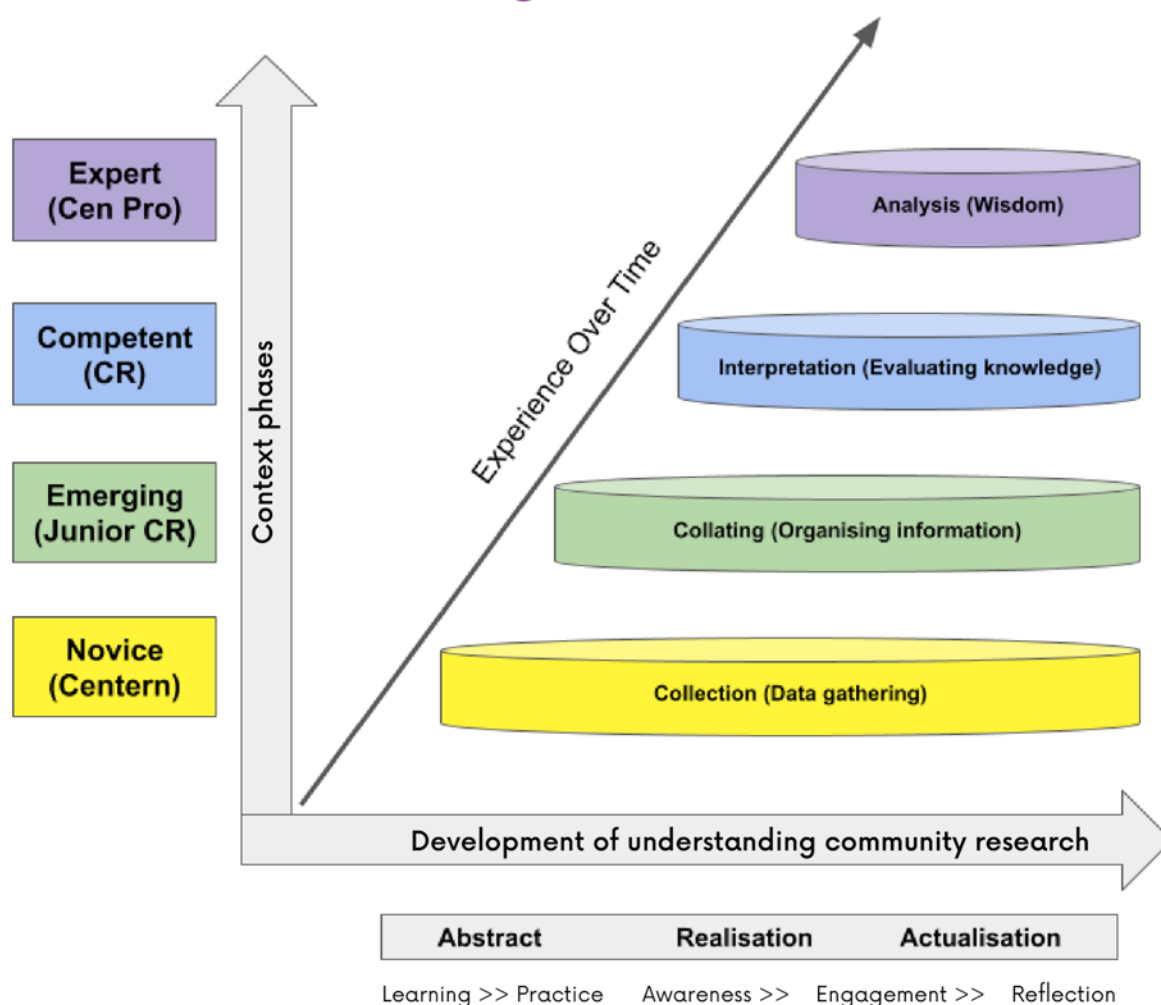 Expert
(Cen Pro)
Analysis (Wisdom)
Competent
(CR)
Interpretation (Evaluating knowledge)
Emerging
(Junior CR)
Collating (Organising information)
Novice
(Centern)
Collection (Data gathering)
Context phases
Experience Over Time
Development of understanding community research
Abstract Realisation Actualisation
Learning >> Practice Awareness >> Engagement >> Reflection